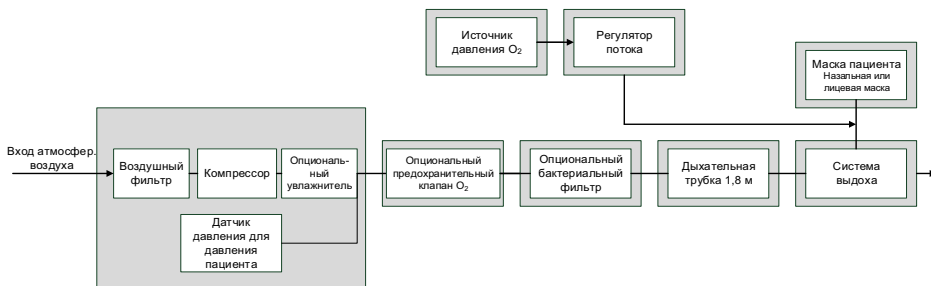 Источник
давления O₂
Регулятор
потока
Маска пациента
Назальная или
лицевая маска
Вход атмосфер.
воздуха
Воздушный
фильтр
Компрессор
Опциональ-
ный
увлажнитель
Опциональный
предохранительный
клапан O₂
Опциональный
бактериальный
фильтр
Дыхательная
трубка 1,8 м
Система
выдоха
Датчик
давления для
давления
пациента